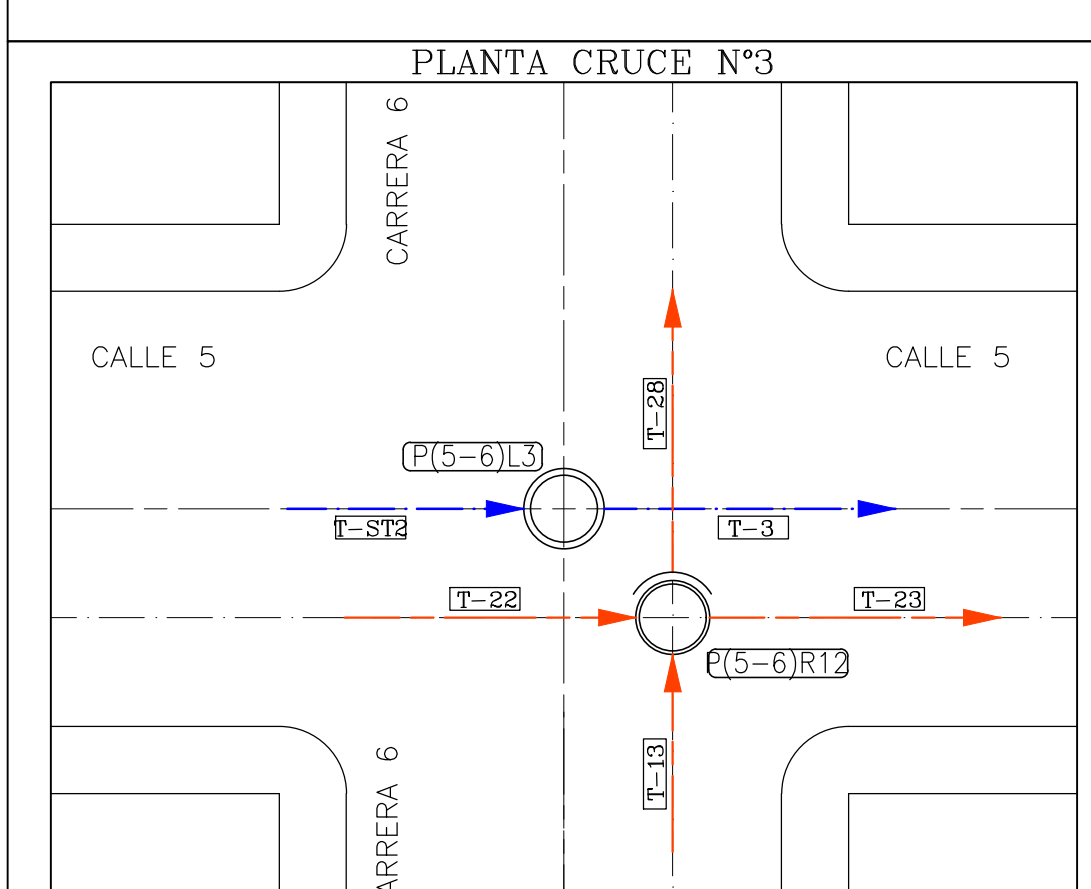 PLANTA CRUCE N°3
CARRERA 6
CALLE 5
CALLE 5
T-28
P(5-6)L3
T-ST2
T-3
T-22
T-23
P(5-6)R12
T-13
CARRERA 6